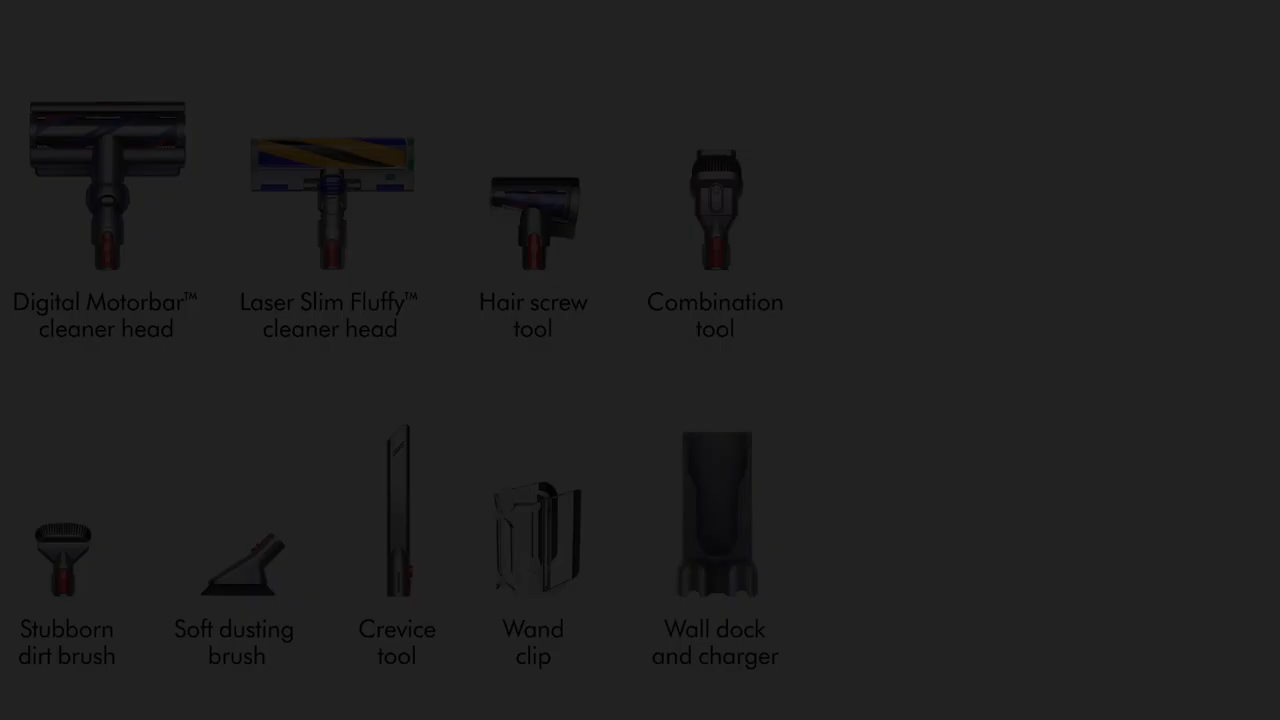 Digital Motorbar™
cleaner head
Laser Slim Fluffy™
cleaner head
Hair screw
tool
Combination
tool
Stubborn
dirt brush
Soft dusting
brush
Crevice
tool
Wand
clip
Wall dock
and charger